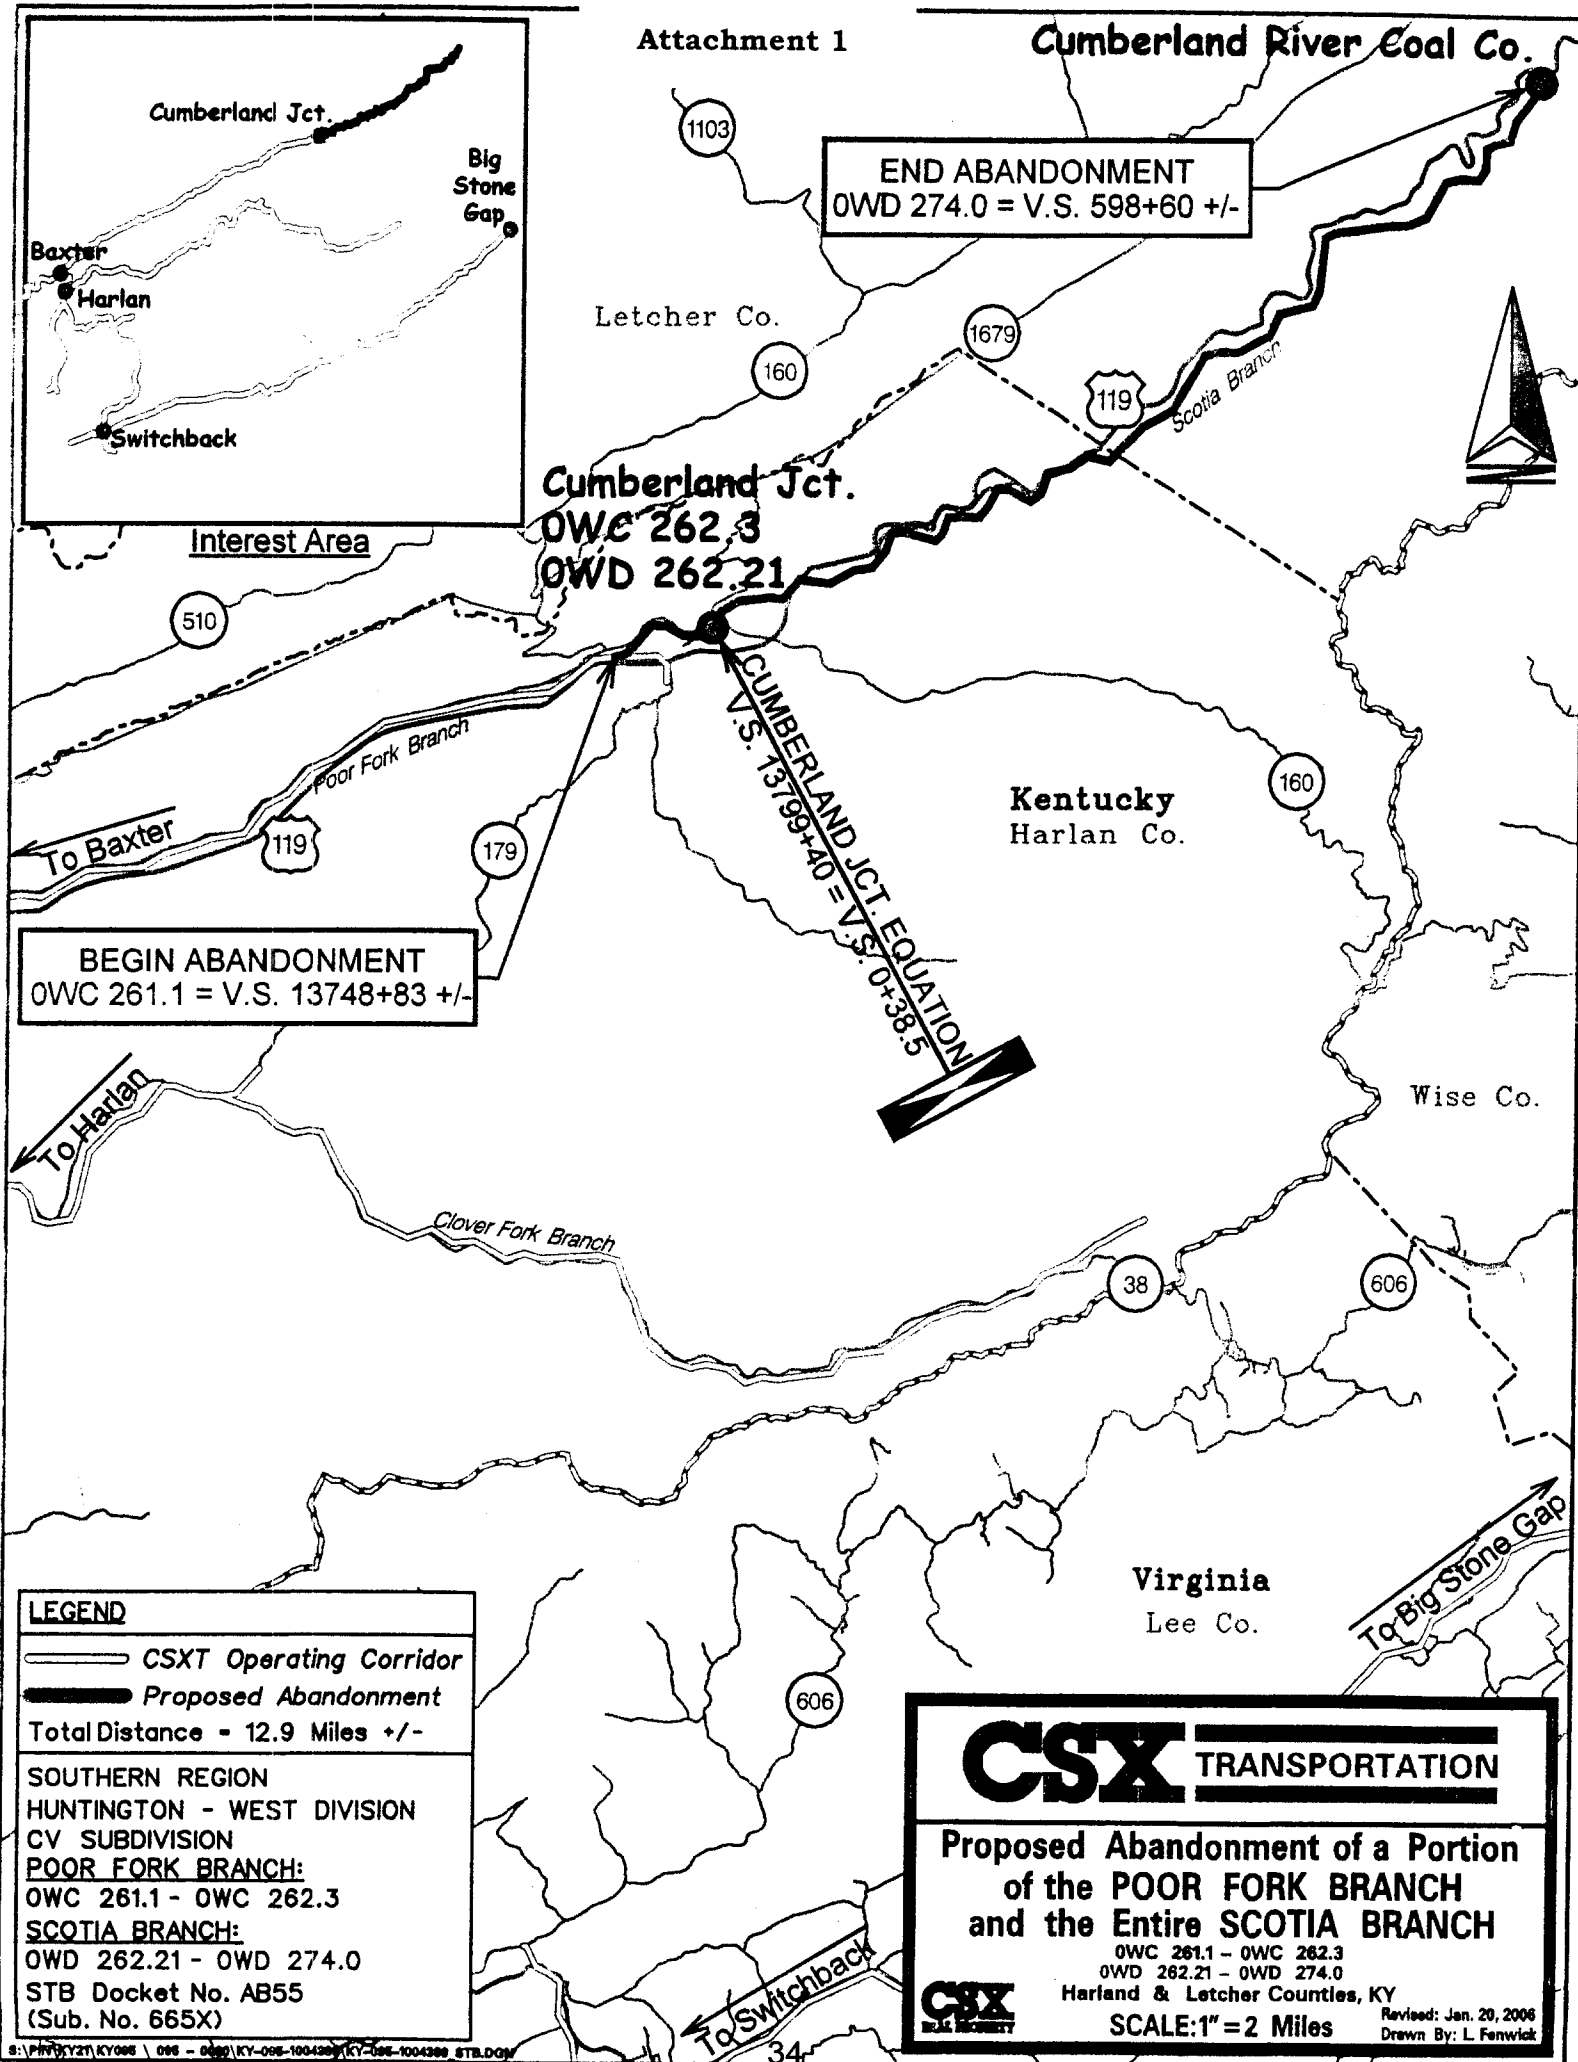 Attachment 1
Cumberland River Coal Co.
Cumberland Jct.
Big
Stone
Gap
Baxter
Harlan
Switchback
Interest Area
1103
END ABANDONMENT
0WD 274.0 = V.S. 598+60 +/-
Letcher Co.
1679
160
119
Scotia Branch
Cumberland Jct.
0WC 262.3
0WD 262.21
510
Poor Fork Branch
To Baxter
119
179
CUMBERLAND JCT. EQUATION
V.S. 13799+40 = V.S. 0+38.5
Kentucky
Harlan Co.
160
BEGIN ABANDONMENT
0WC 261.1 = V.S. 13748+83 +/-
To Harlan
Wise Co.
Clover Fork Branch
38
606
Virginia
Lee Co.
To Big Stone Gap
606
LEGEND
CSXT Operating Corridor
Proposed Abandonment
Total Distance = 12.9 Miles +/-
SOUTHERN REGION
HUNTINGTON - WEST DIVISION
CV SUBDIVISION
POOR FORK BRANCH:
0WC 261.1 - 0WC 262.3
SCOTIA BRANCH:
0WD 262.21 - 0WD 274.0
STB Docket No. AB55
(Sub. No. 665X)
To Switchback
34
CSX TRANSPORTATION
Proposed Abandonment of a Portion
of the POOR FORK BRANCH
and the Entire SCOTIA BRANCH
0WC 261.1 - 0WC 262.3
0WD 262.21 - 0WD 274.0
Harland & Letcher Counties, KY
CSX
REAL PROPERTY
SCALE:1"=2 Miles
Revised: Jan. 20, 2006
Drawn By: L. Fenwick